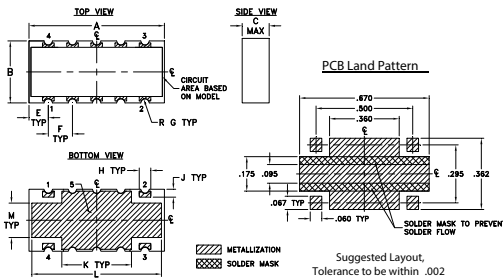 TOP VIEW
A
4
℄
3
B
℄
CIRCUIT
AREA BASED
ON MODEL
1
2
E
TYP
F
TYP
R G TYP
SIDE VIEW
C
MAX
PCB Land Pattern
.670
.500
.360
℄
.175
.095
℄
.295
.362
.067
TYP
.060 TYP
SOLDER MASK TO PREVENT
SOLDER FLOW
BOTTOM VIEW
H TYP
℄
1
5
2
J TYP
M
TYP
℄
4
3
K TYP
L
METALLIZATION
SOLDER MASK
Suggested Layout,
Tolerance to be within .002